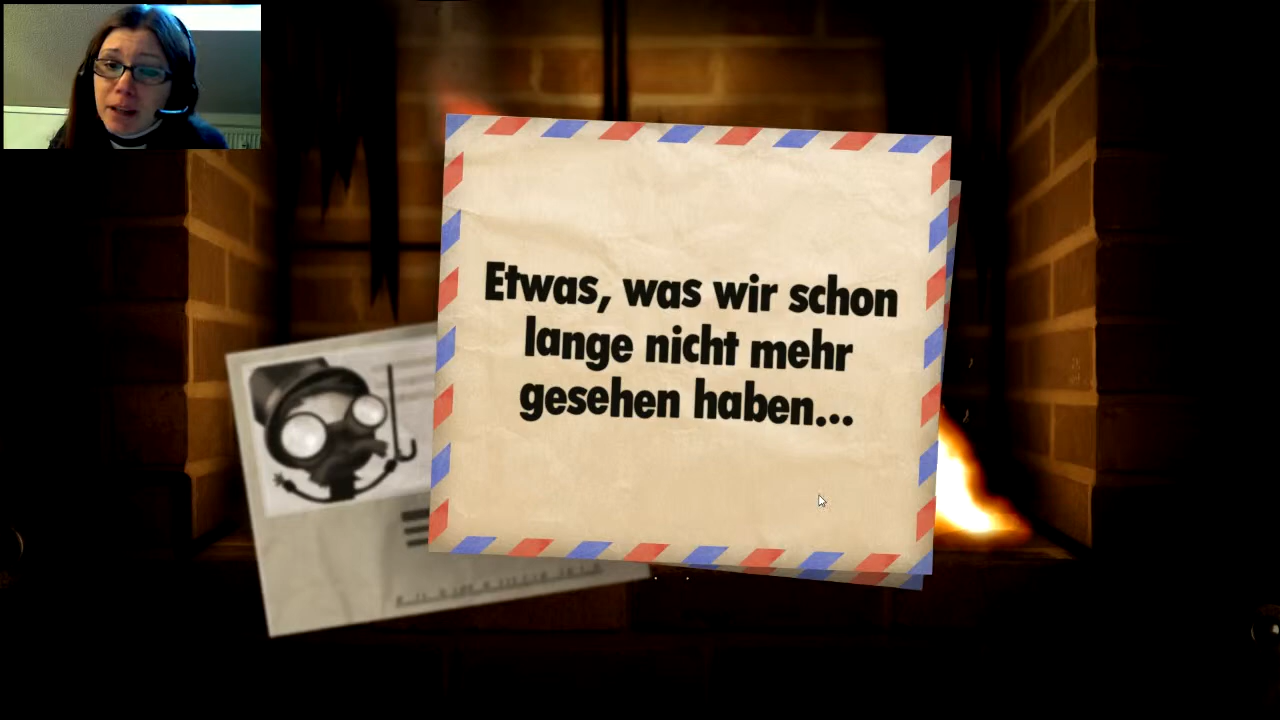 Etwas, was wir schon
lange nicht mehr
gesehen haben...